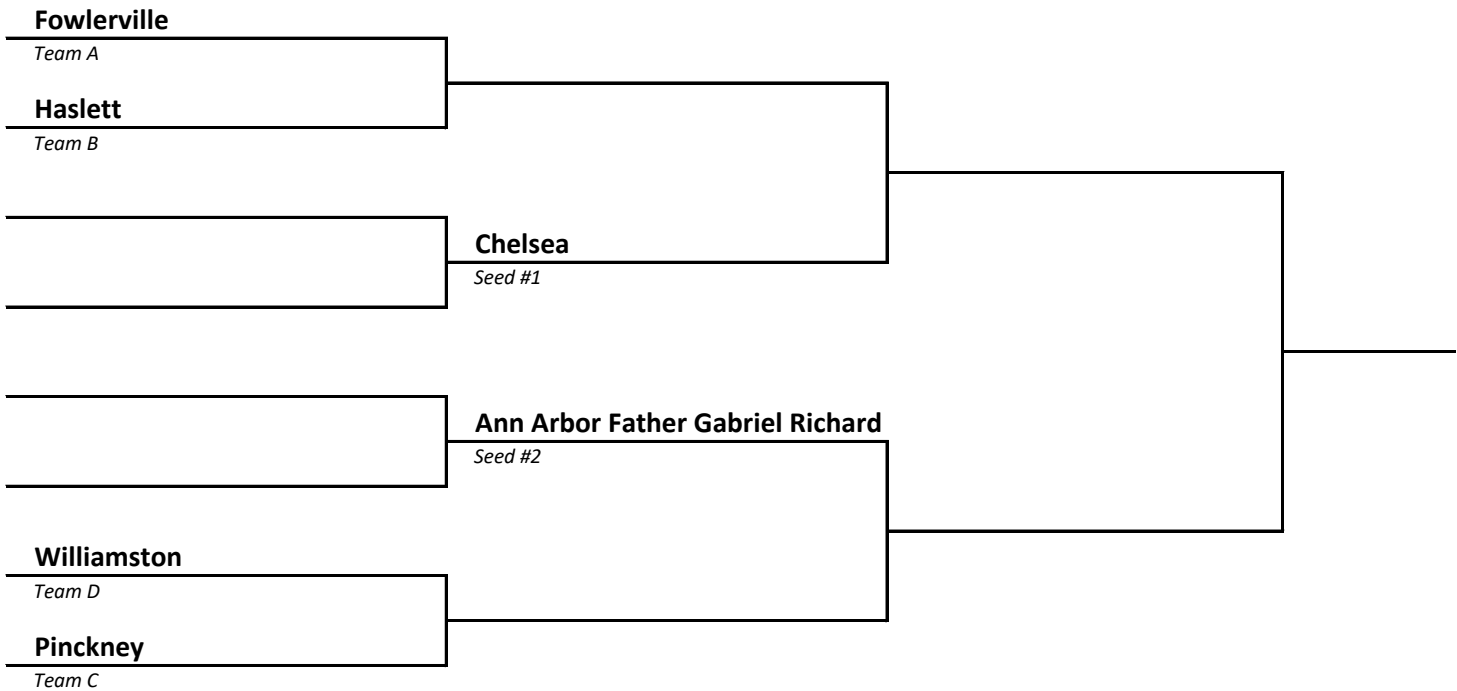 Fowlerville
Team A
Haslett
Team B
Chelsea
Seed #1
Ann Arbor Father Gabriel Richard
Seed #2
Williamston
Team D
Pinckney
Team C